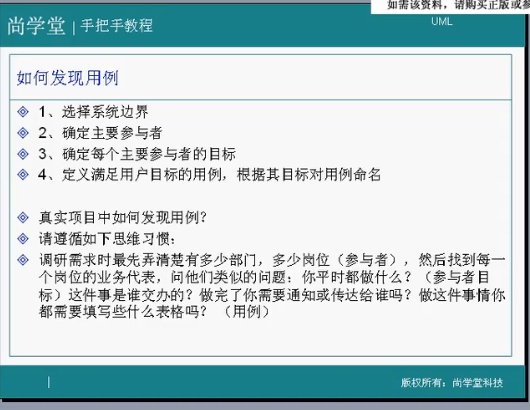 如需该资料，请购买正版或参
尚学堂 | 手把手教程
UML
如何发现用例
1、选择系统边界
2、确定主要参与者
3、确定每个主要参与者的目标
4、定义满足用户目标的用例，根据其目标对用例命名
真实项目中如何发现用例？
请遵循如下思维习惯：
调研需求时最先弄清楚有多少部门，多少岗位（参与者），然后找到每一
个岗位的业务代表，问他们类似的问题：你平时都做什么？（参与者目
标）这件事是谁交办的？做完了你需要通知或传达给谁吗？做这件事情你
都需要填写些什么表格吗？（用例）
版权所有：尚学堂科技